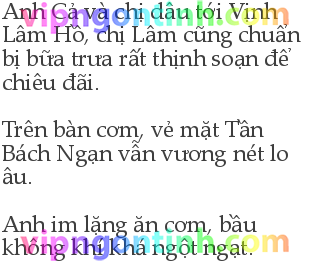 Anh Cả và chị dâu tới Vịnh
Lâm Hồ, chị Lâm cũng chuẩn
bị bữa trưa rất thịnh soạn để
chiêu đãi.
Trên bàn cơm, vẻ mặt Tần
Bách Ngạn vẫn vương nét lo
âu.
Anh im lặng ăn cơm, bầu
không khí khá ngột ngạt.
vipngontinh.com
vipngontinh.com